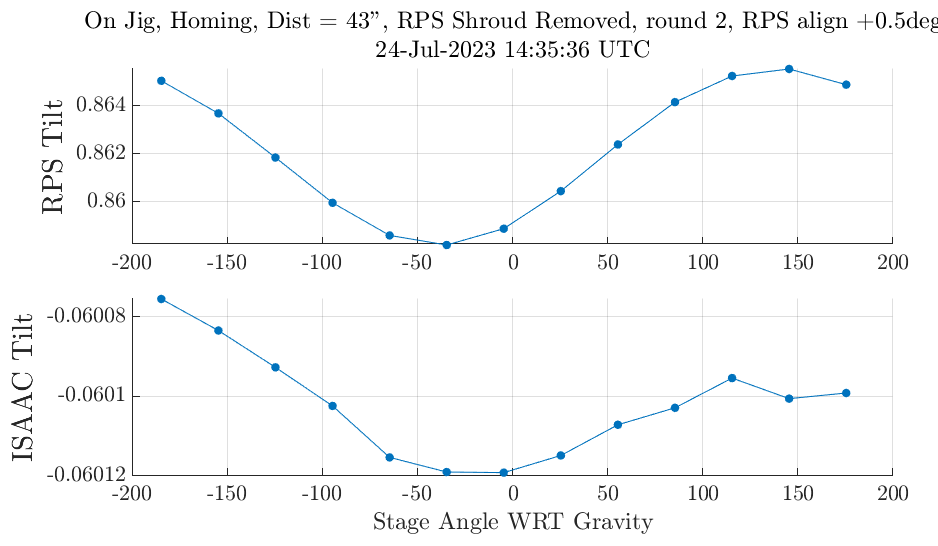 On Jig, Homing, Dist = 43”, RPS Shroud Removed, round 2, RPS align +0.5deg
24-Jul-2023 14:35:36 UTC
RPS Tilt
0.864
0.862
0.86
-200 -150 -100 -50 0 50 100 150 200
ISAAC Tilt
-0.06008
-0.0601
-0.06012
-200 -150 -100 -50 0 50 100 150 200
Stage Angle WRT Gravity